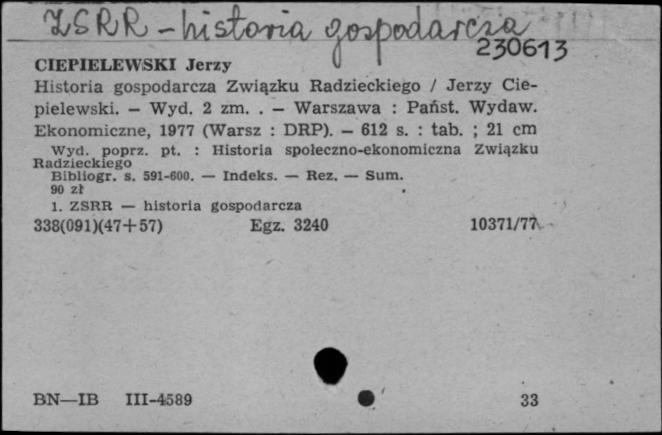 ZSRR – historia gospodarcza
230613
CIEPIELEWSKI Jerzy
Historia gospodarcza Związku Radzieckiego / Jerzy Cie-
pielewski. – Wyd. 2 zm. . – Warszawa : Państ. Wydaw.
Ekonomiczne, 1977 (Warsz : DRP). – 612 s. : tab. ; 21 cm
Wyd. poprz. pt. : Historia społeczno-ekonomiczna Związku
Radzieckiego
Bibliogr. s. 591-600. — Indeks. — Rez. — Sum.
90 zł
1. ZSRR — historia gospodarcza
338(091)(47+57) Egz. 3240 10371/77
BN—IB III-4589 33